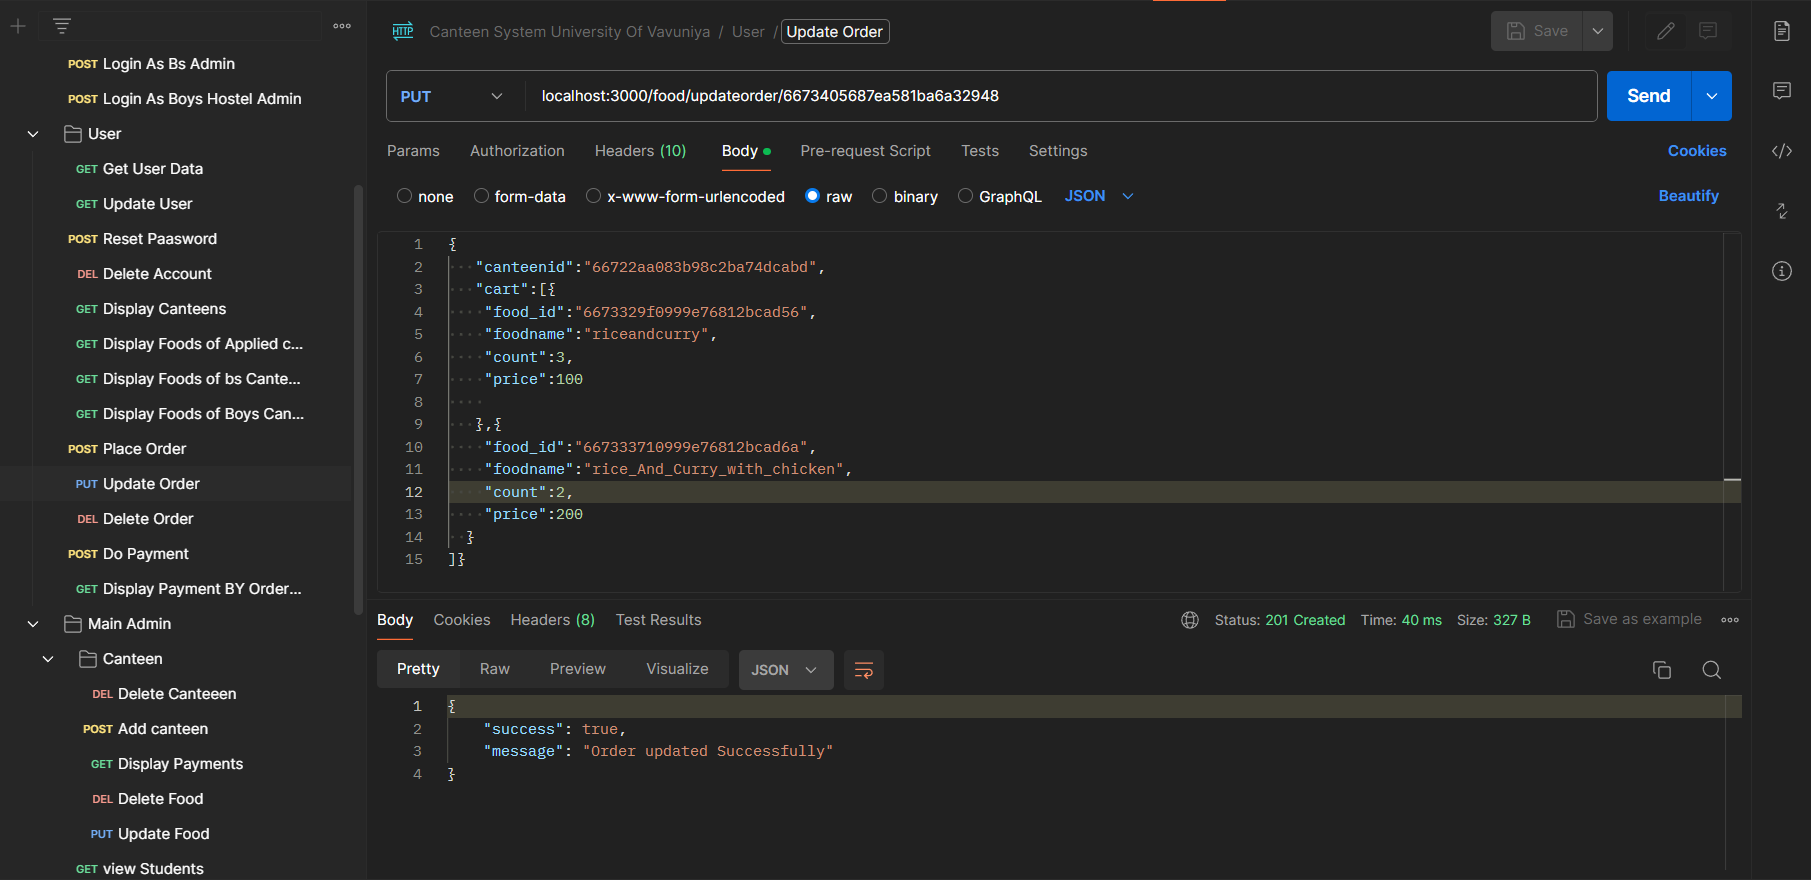 POST Login As Bs Admin
POST Login As Boys Hostel Admin
User
GET Get User Data
GET Update User
POST Reset Paasword
DEL Delete Account
GET Display Canteens
GET Display Foods of Applied c...
GET Display Foods of bs Cante...
GET Display Foods of Boys Can...
POST Place Order
PUT Update Order
DEL Delete Order
POST Do Payment
GET Display Payment BY Order...
Main Admin
Canteen
DEL Delete Canteeen
POST Add canteen
GET Display Payments
DEL Delete Food
PUT Update Food
GET view Students
HTTP Canteen System University Of Vavuniya / User / Update Order
Save
PUT localhost:3000/food/updateorder/6673405687ea581ba6a32948 Send
Params Authorization Headers (10) Body Pre-request Script Tests Settings Cookies
none form-data x-www-form-urlencoded raw binary GraphQL JSON Beautify
1 {
2 "canteenid":"66722aa083b98c2ba74dcabd",
3 "cart":[{
4 "food_id":"6673329f0999e76812bcad56",
5 "foodname":"riceandcurry",
6 "count":3,
7 "price":100
8
9 },{
10 "food_id":"667333710999e76812bcad6a",
11 "foodname":"rice_And_Curry_with_chicken",
12 "count":2,
13 "price":200
14 }
15 ]}
Body Cookies Headers (8) Test Results Status: 201 Created Time: 40 ms Size: 327 B Save as example
Pretty Raw Preview Visualize JSON
1 {
2 "success": true,
3 "message": "Order updated Successfully"
4 }